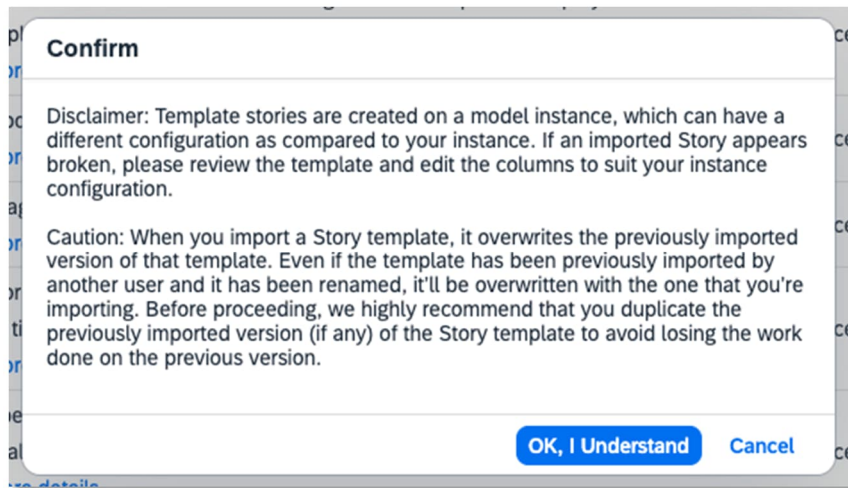 Confirm
Disclaimer: Template stories are created on a model instance, which can have a
different configuration as compared to your instance. If an imported Story appears
broken, please review the template and edit the columns to suit your instance
configuration.
Caution: When you import a Story template, it overwrites the previously imported
version of that template. Even if the template has been previously imported by
another user and it has been renamed, it'll be overwritten with the one that you're
importing. Before proceeding, we highly recommend that you duplicate the
previously imported version (if any) of the Story template to avoid losing the work
done on the previous version.
OK, I Understand Cancel